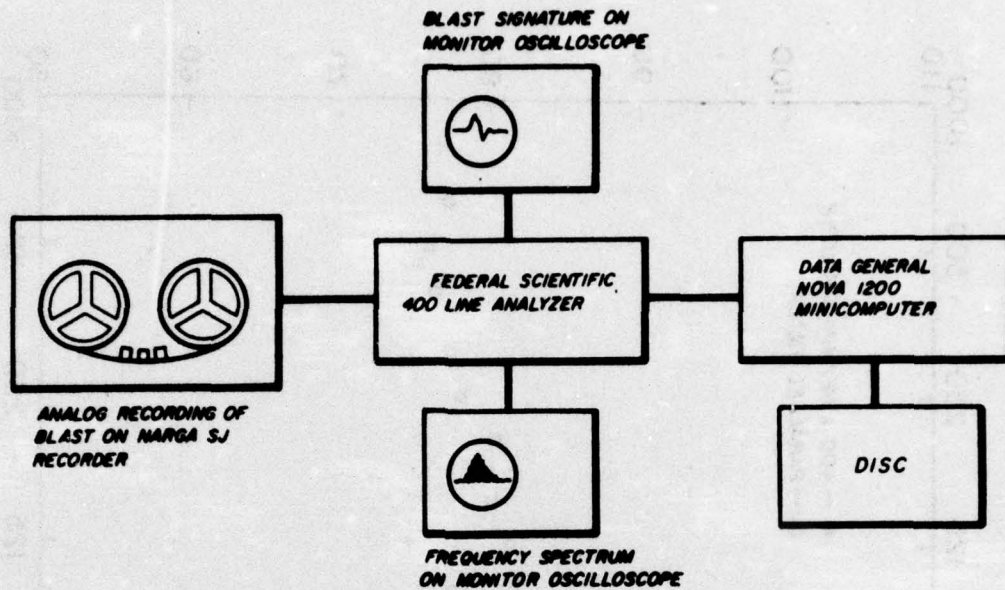 BLAST SIGNATURE ON
MONITOR OSCILLOSCOPE
FEDERAL SCIENTIFIC
400 LINE ANALYZER
DATA GENERAL
NOVA 1200
MINICOMPUTER
ANALOG RECORDING OF
BLAST ON NARGA SJ
RECORDER
DISC
FREQUENCY SPECTRUM
ON MONITOR OSCILLOSCOPE